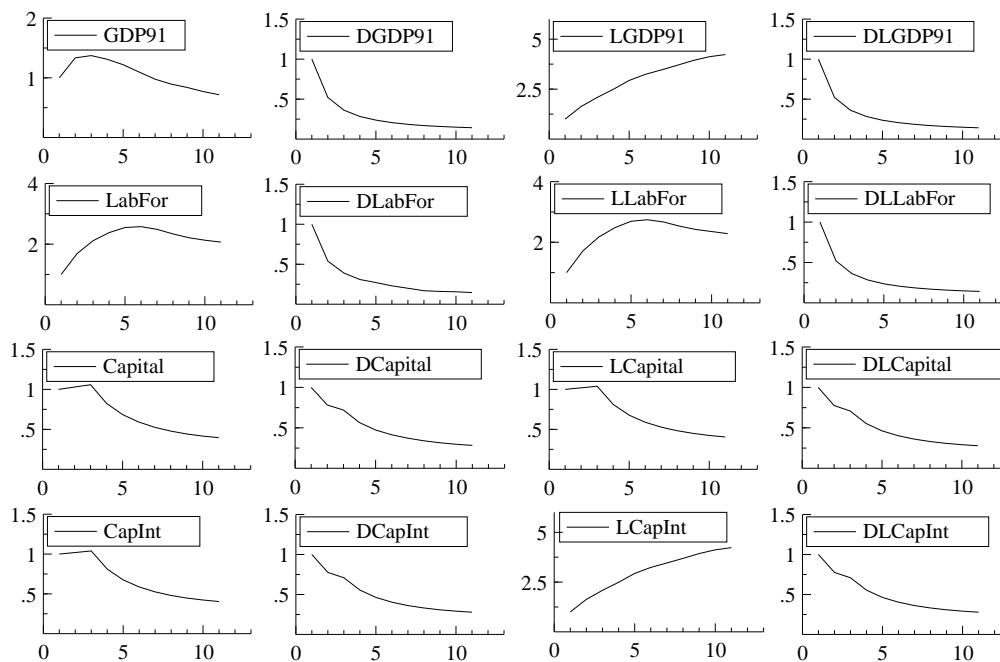 2
GDP91
1
0 5 10
1.5
DGDP91
1
.5
0 5 10
5
LGDP91
2.5
0 5 10
1.5
DLGDP91
1
.5
0 5 10
4
LabFor
2
0 5 10
1.5
DLabFor
1
.5
0 5 10
4
LLabFor
2
0 5 10
1.5
DLLabFor
1
.5
0 5 10
1.5
Capital
1
.5
0 5 10
1.5
DCapital
1
.5
0 5 10
1.5
LCapital
1
.5
0 5 10
1.5
DLCapital
1
.5
0 5 10
1.5
CapInt
1
.5
0 5 10
1.5
DCapInt
1
.5
0 5 10
5
LCapInt
2.5
0 5 10
1.5
DLCapInt
1
.5
0 5 10